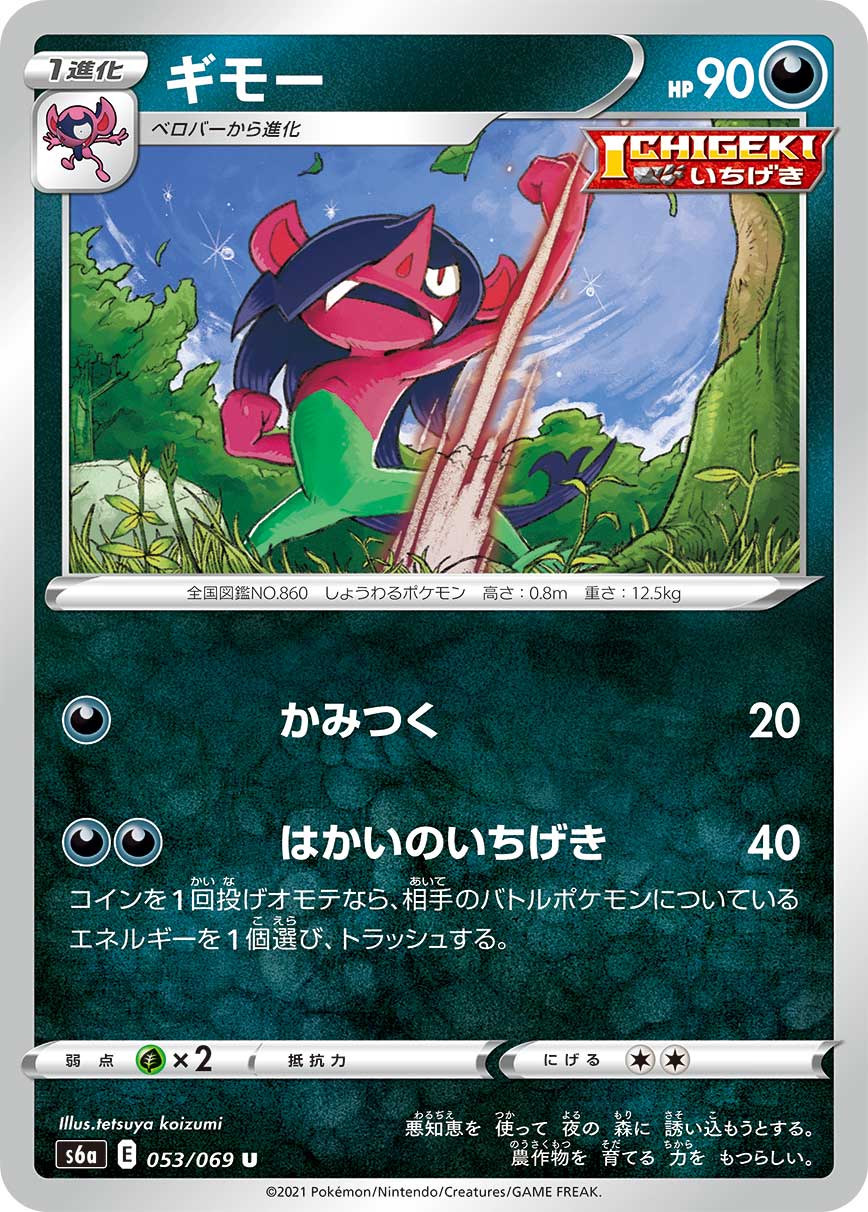 1進化
ギモー
HP90
ベロバーから進化
ICHIGEKI
いちげき
全国図鑑NO.860 しょうわるポケモン 高さ：0.8m 重さ：12.5kg
かみつく 20
はかいのいちげき 40
コインを1回投げオモテなら、相手のバトルポケモンについている
エネルギーを1個選び、トラッシュする。
弱点 ×2 抵抗力 にげる
Illus.tetsuya koizumi
悪知恵を 使って 夜の 森に 誘い込もうとする。
農作物を 育てる 力を もつらしい。
s6a E 053/069 U
©2021 Pokémon/Nintendo/Creatures/GAME FREAK.